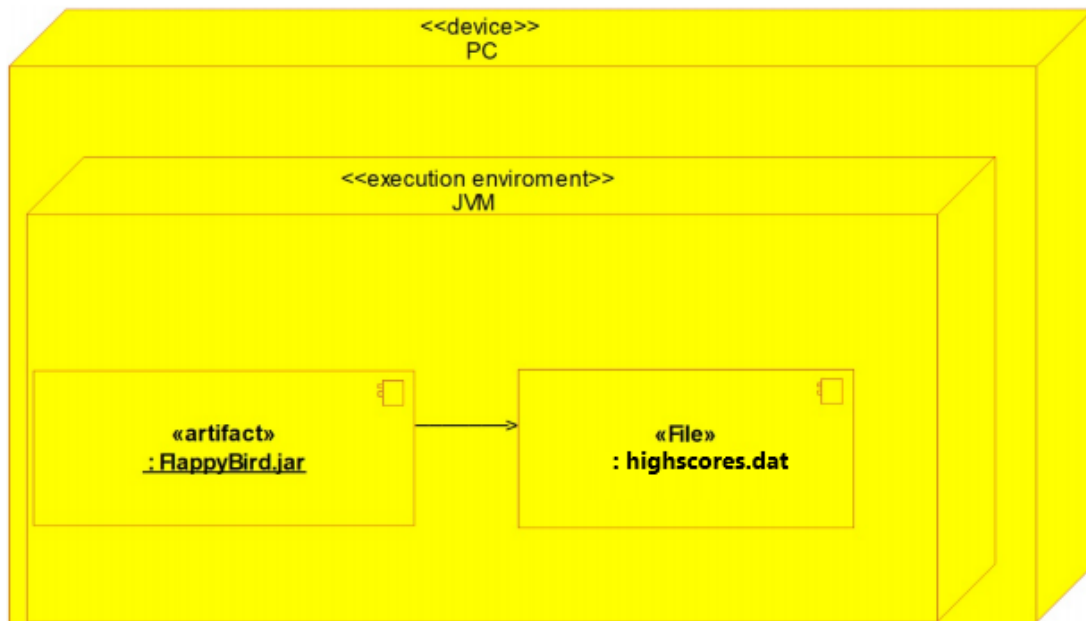 <<device>>
PC
<<execution enviroment>>
JVM
«artifact»
: FlappyBird.jar
«File»
: highscores.dat